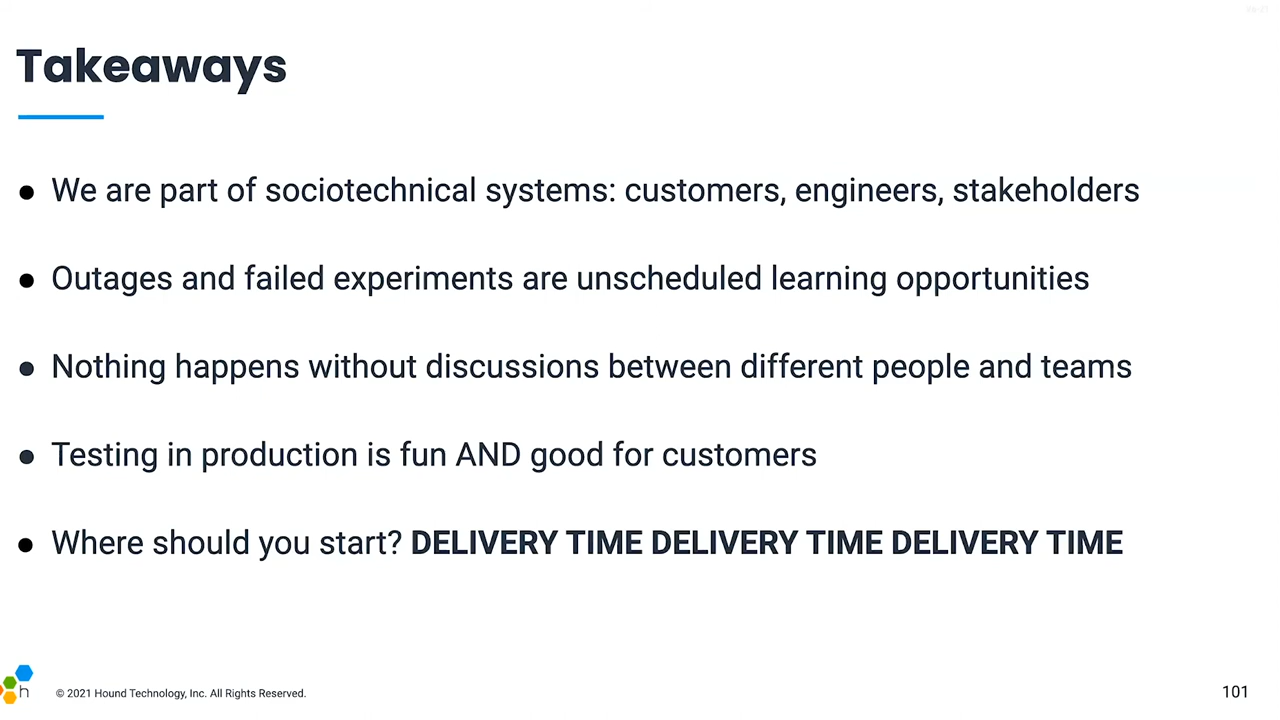 Takeaways
● We are part of sociotechnical systems: customers, engineers, stakeholders
● Outages and failed experiments are unscheduled learning opportunities
● Nothing happens without discussions between different people and teams
● Testing in production is fun AND good for customers
● Where should you start? DELIVERY TIME DELIVERY TIME DELIVERY TIME
h
© 2021 Hound Technology, Inc. All Rights Reserved.
101